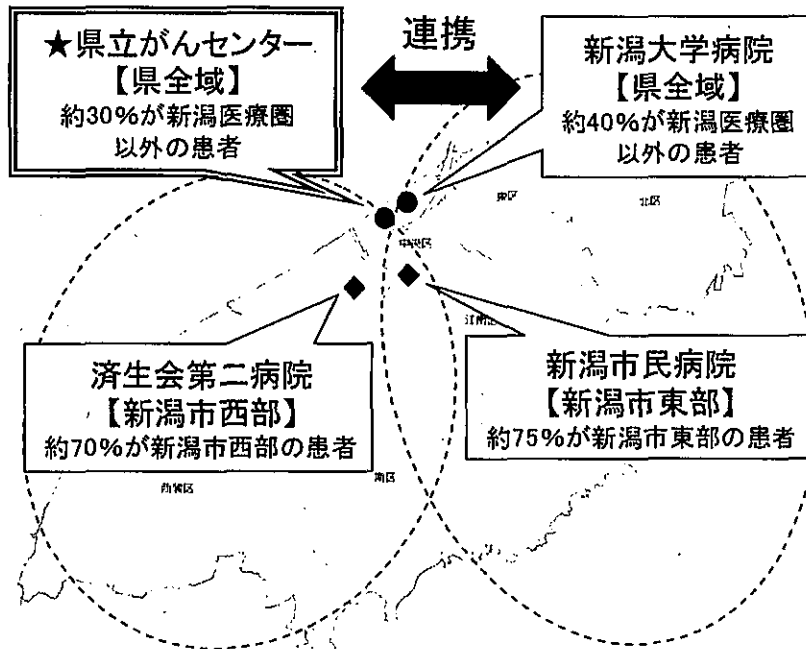 ★県立がんセンター
【県全域】
約30%が新潟医療圏
以外の患者
連携
新潟大学病院
【県全域】
約40%が新潟医療圏
以外の患者
東区
北区
中央区
江南区
済生会第二病院
【新潟市西部】
約70%が新潟市西部の患者
新潟市民病院
【新潟市東部】
約75%が新潟市東部の患者
西蒲区
南区